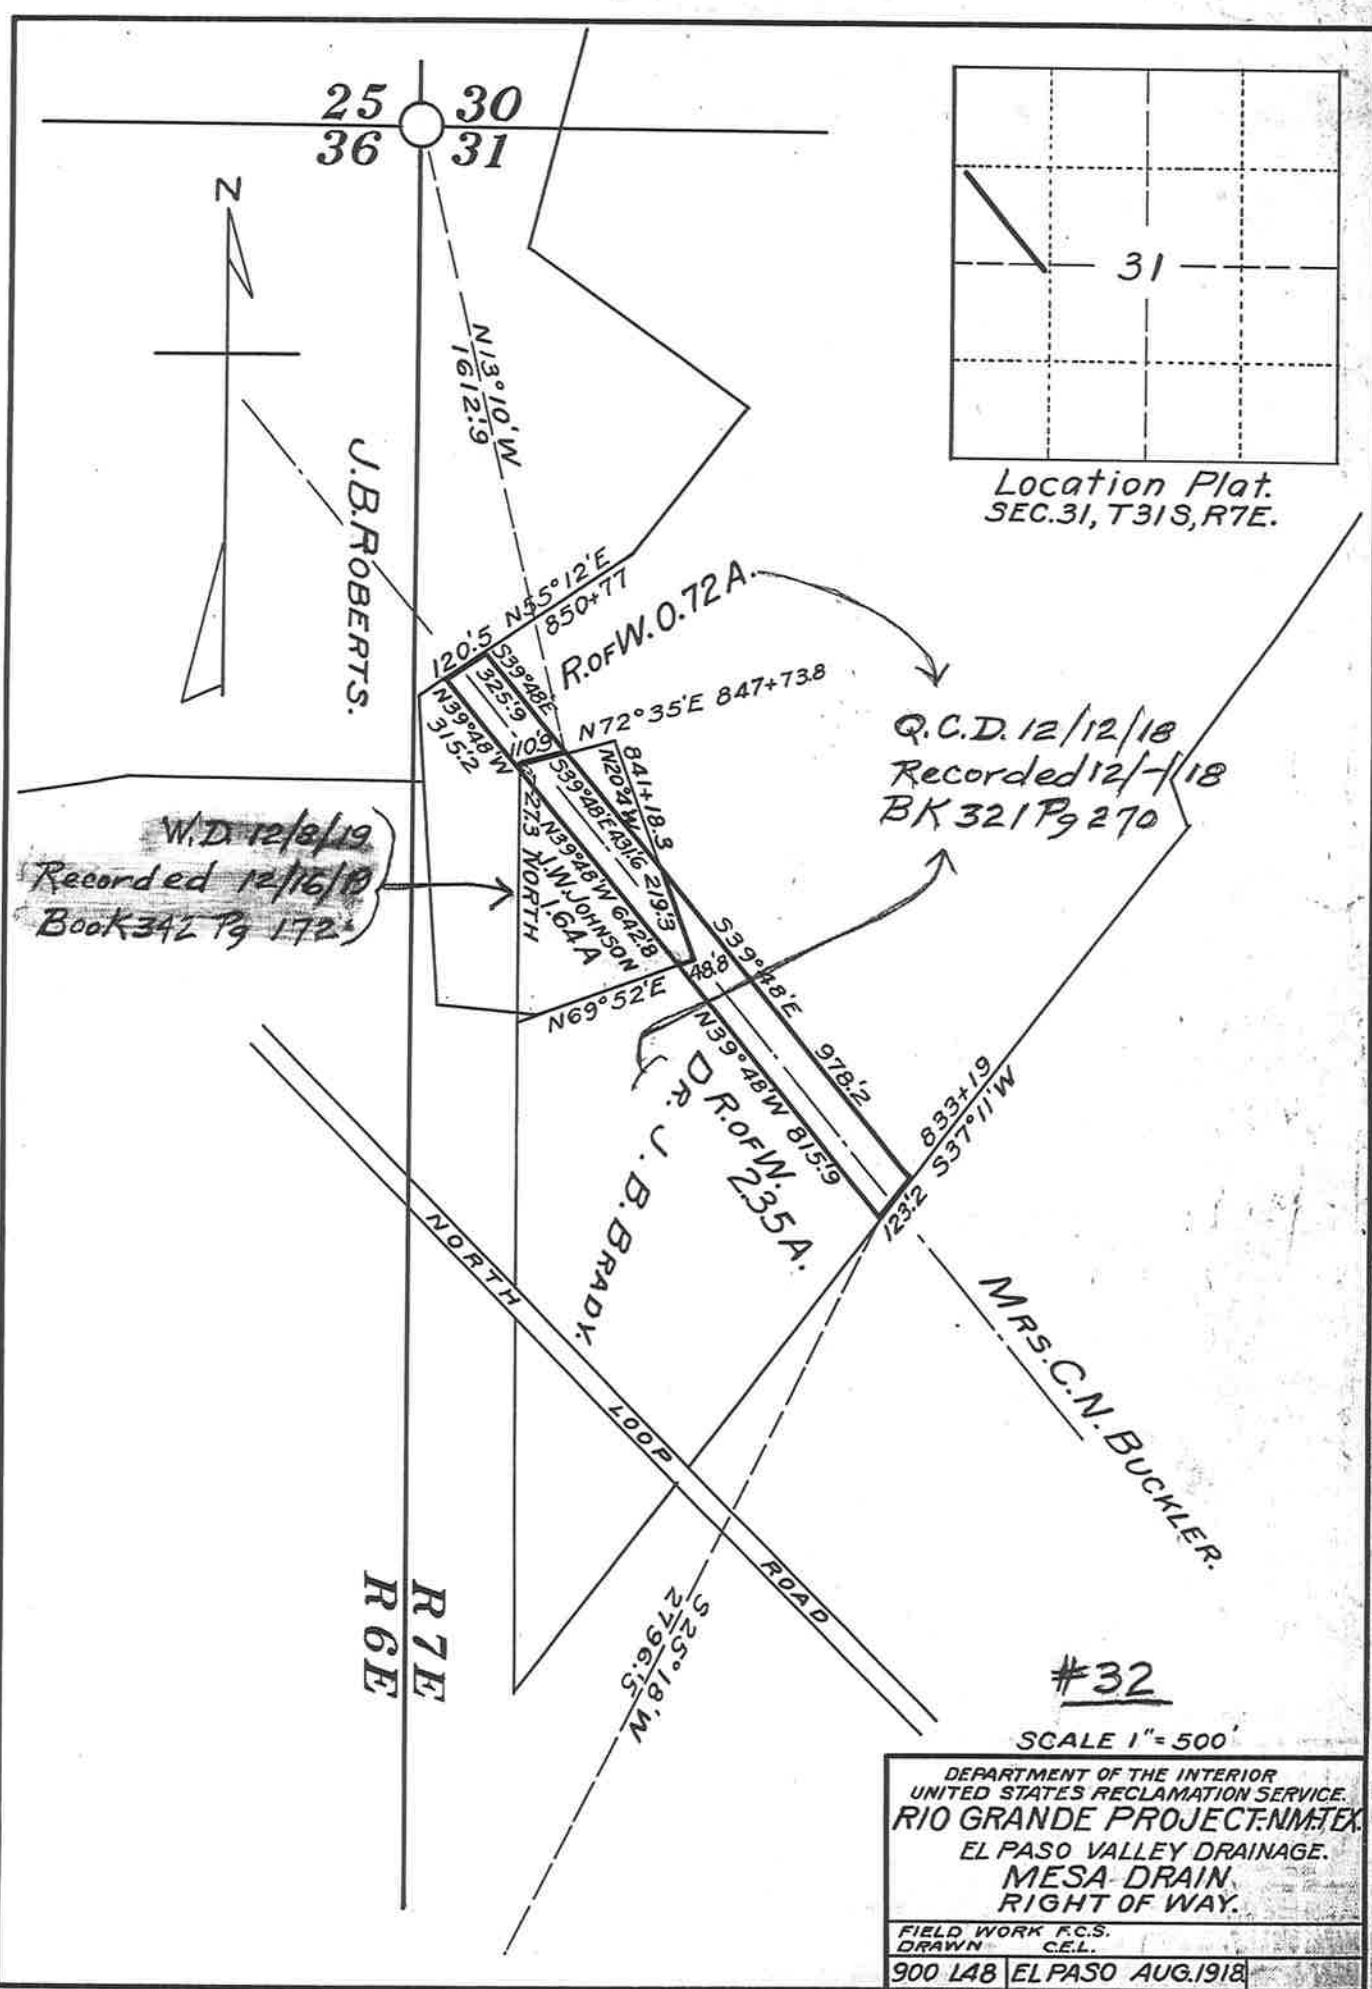 25 30
36 31
N
N13°10'W
1612.'9
31
Location Plat.
SEC.31, T31S, R7E.
J.B.ROBERTS.
N55°12'E
850+77
120.'5
S39°48'E
325.'9
R.OFW. 0.72A.
N39°48'W
315.'2
110.'9
N72°35'E 847+73.8
841+18.3
N20°4'W
279.'3
S39°48'E 431.'6
Q.C.D. 12/12/18
Recorded 12/-/18
BK 321 Pg 270
W.D. 12/8/19
Recorded 12/16/19
Book 342 Pg 172
27.'3 NORTH
N39°48'W 642.'8
J.W.JOHNSON
1.64A
N69°52'E
48.'8
S39°48'E
978.'2
N39°48'W 815.'9
R.OFW.
2.35A.
DR. J.B.BRADY.
833+19
S37°11'W
123.'2
MRS.C.N.BUCKLER.
NORTH LOOP ROAD
S25°18'W
2796.'5
R7E
R6E
#32
SCALE 1"=500'
DEPARTMENT OF THE INTERIOR
UNITED STATES RECLAMATION SERVICE.
RIO GRANDE PROJECT.-NM-TEX.
EL PASO VALLEY DRAINAGE.
MESA DRAIN
RIGHT OF WAY.
FIELD WORK F.C.S.
DRAWN C.E.L.
900 L48 EL PASO AUG.1918